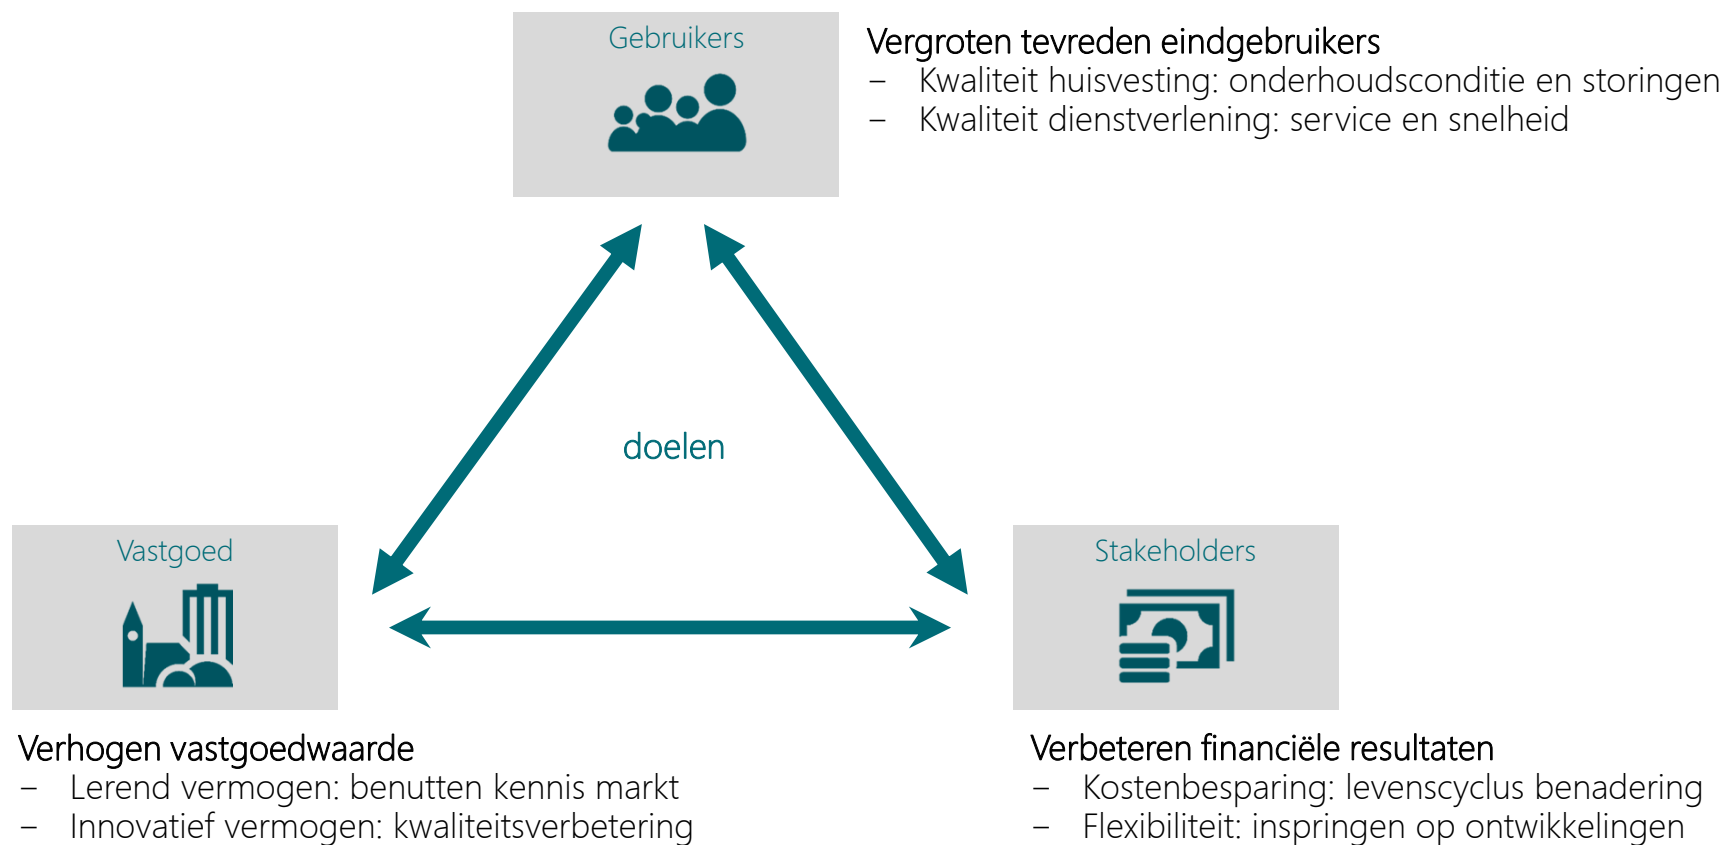 Gebruikers
Vergroten tevreden eindgebruikers
- Kwaliteit huisvesting: onderhoudsconditie en storingen
- Kwaliteit dienstverlening: service en snelheid
doelen
Vastgoed
Verhogen vastgoedwaarde
- Lerend vermogen: benutten kennis markt
- Innovatief vermogen: kwaliteitsverbetering
Stakeholders
Verbeteren financiële resultaten
- Kostenbesparing: levenscyclus benadering
- Flexibiliteit: inspringen op ontwikkelingen